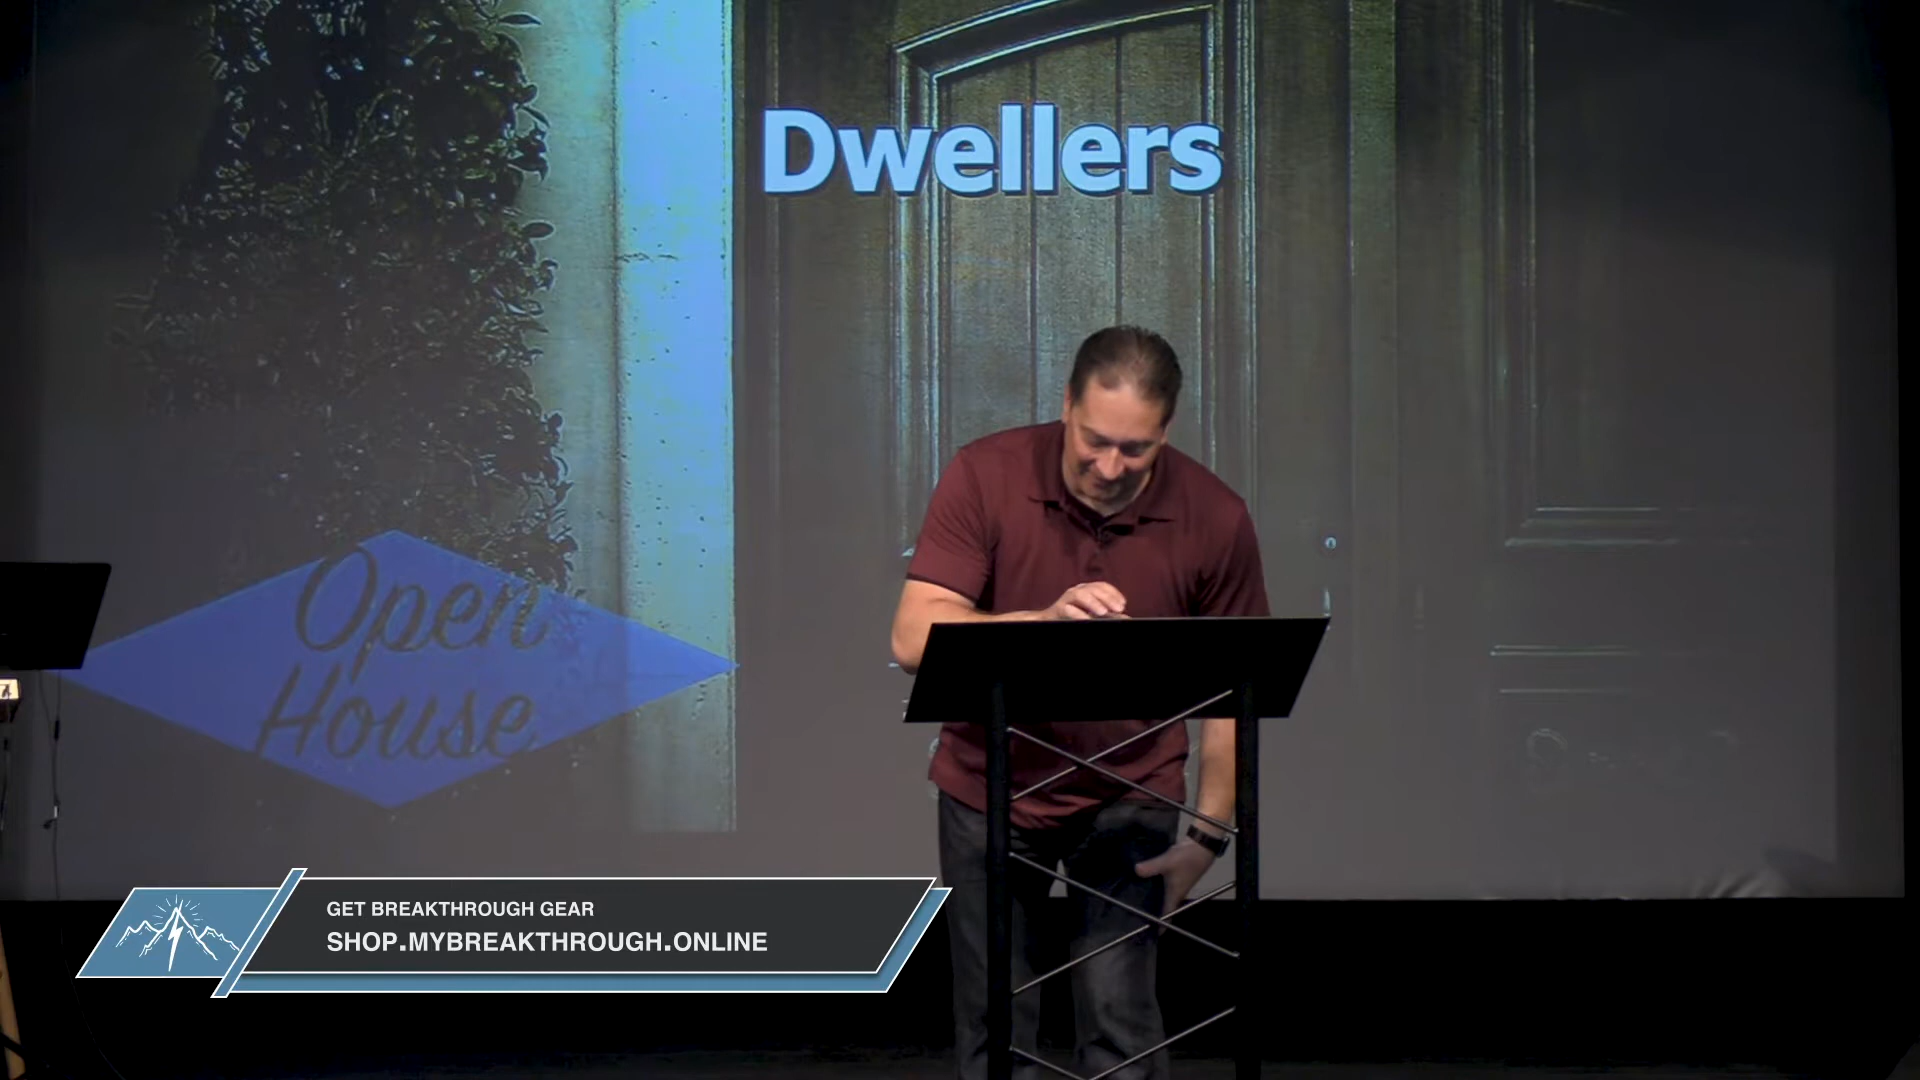 Dwellers
Open
House
GET BREAKTHROUGH GEAR
SHOP.MYBREAKTHROUGH.ONLINE